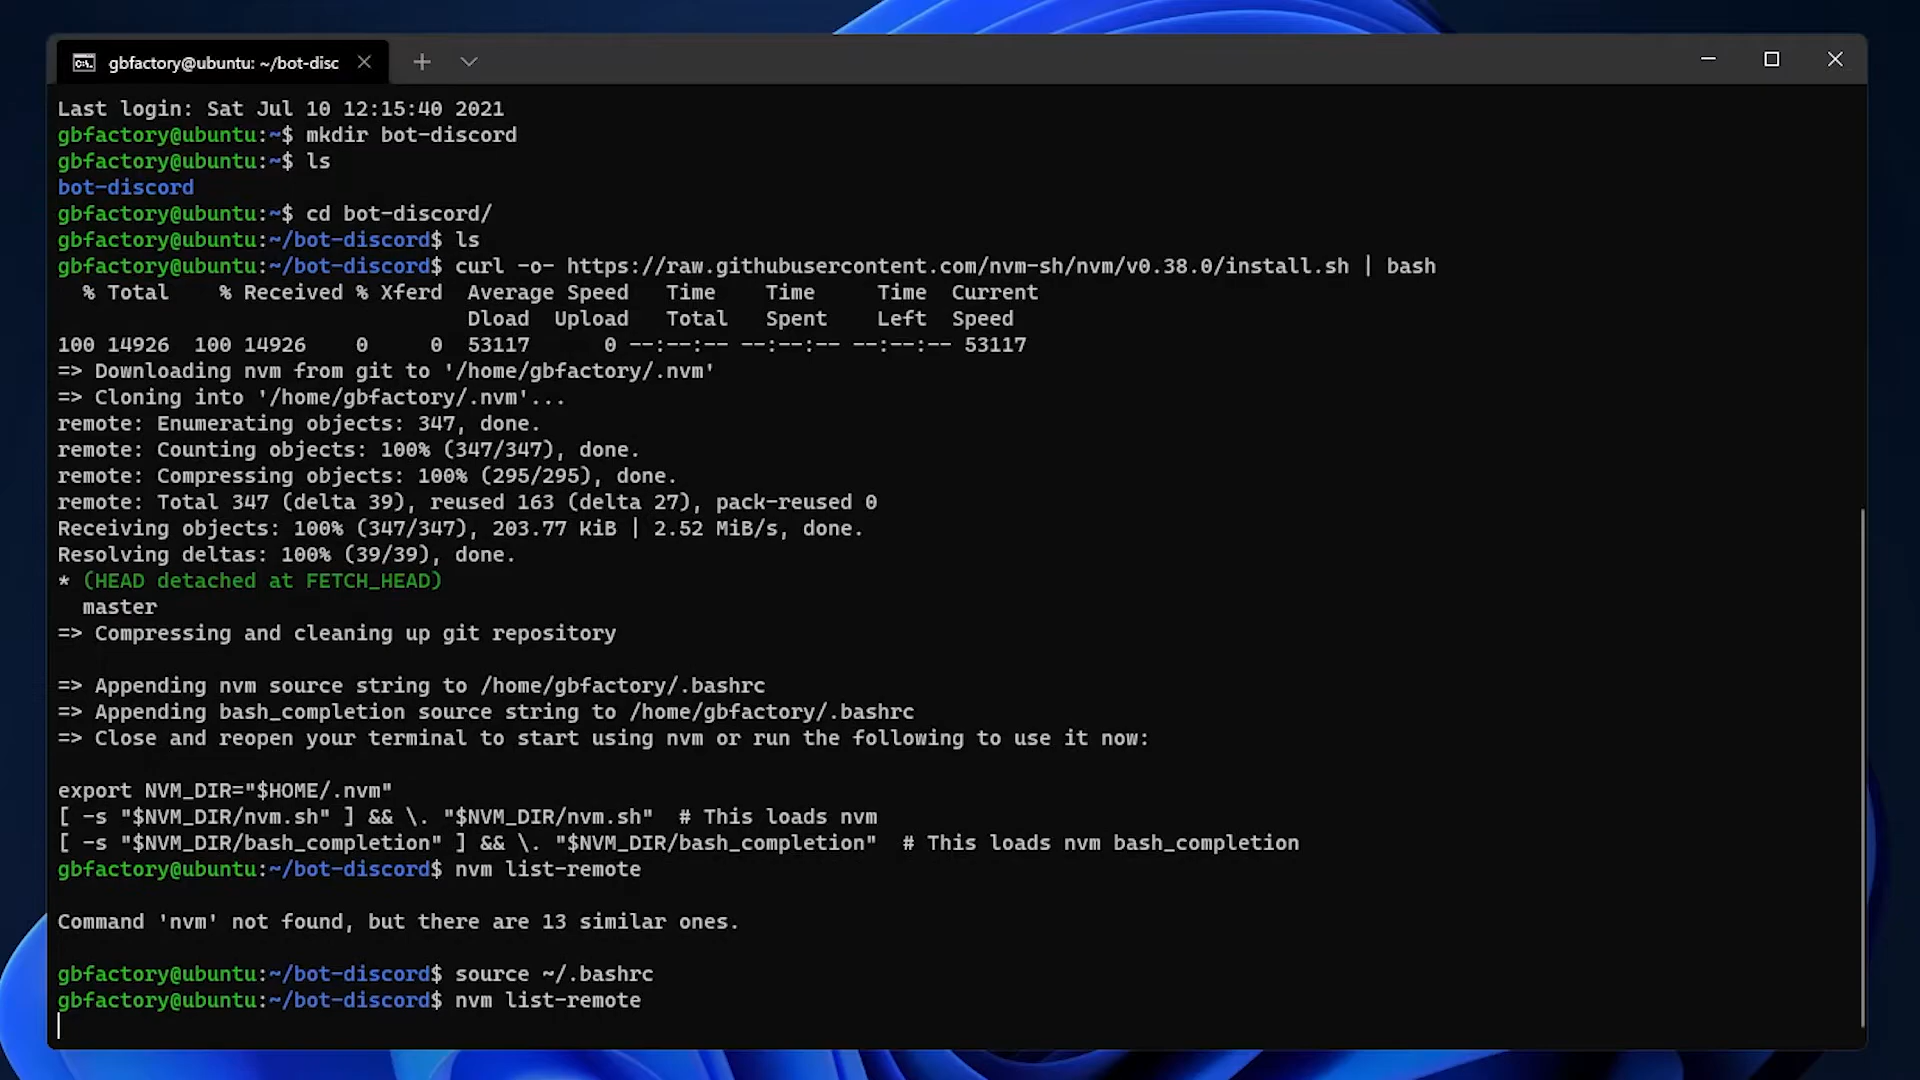 gbfactory@ubuntu: ~/bot-disc
Last login: Sat Jul 10 12:15:40 2021
gbfactory@ubuntu:~$ mkdir bot-discord
gbfactory@ubuntu:~$ ls
bot-discord
gbfactory@ubuntu:~$ cd bot-discord/
gbfactory@ubuntu:~/bot-discord$ ls
gbfactory@ubuntu:~/bot-discord$ curl -o- https://raw.githubusercontent.com/nvm-sh/nvm/v0.38.0/install.sh | bash
  % Total    % Received % Xferd  Average Speed   Time    Time     Time  Current
                                 Dload  Upload   Total   Spent    Left  Speed
100 14926  100 14926    0     0  53117      0 --:--:-- --:--:-- --:--:-- 53117
=> Downloading nvm from git to '/home/gbfactory/.nvm'
=> Cloning into '/home/gbfactory/.nvm'...
remote: Enumerating objects: 347, done.
remote: Counting objects: 100% (347/347), done.
remote: Compressing objects: 100% (295/295), done.
remote: Total 347 (delta 39), reused 163 (delta 27), pack-reused 0
Receiving objects: 100% (347/347), 203.77 KiB | 2.52 MiB/s, done.
Resolving deltas: 100% (39/39), done.
* (HEAD detached at FETCH_HEAD)
  master
=> Compressing and cleaning up git repository
=> Appending nvm source string to /home/gbfactory/.bashrc
=> Appending bash_completion source string to /home/gbfactory/.bashrc
=> Close and reopen your terminal to start using nvm or run the following to use it now:
export NVM_DIR="$HOME/.nvm"
[ -s "$NVM_DIR/nvm.sh" ] && \. "$NVM_DIR/nvm.sh"  # This loads nvm
[ -s "$NVM_DIR/bash_completion" ] && \. "$NVM_DIR/bash_completion"  # This loads nvm bash_completion
gbfactory@ubuntu:~/bot-discord$ nvm list-remote
Command 'nvm' not found, but there are 13 similar ones.
gbfactory@ubuntu:~/bot-discord$ source ~/.bashrc
gbfactory@ubuntu:~/bot-discord$ nvm list-remote